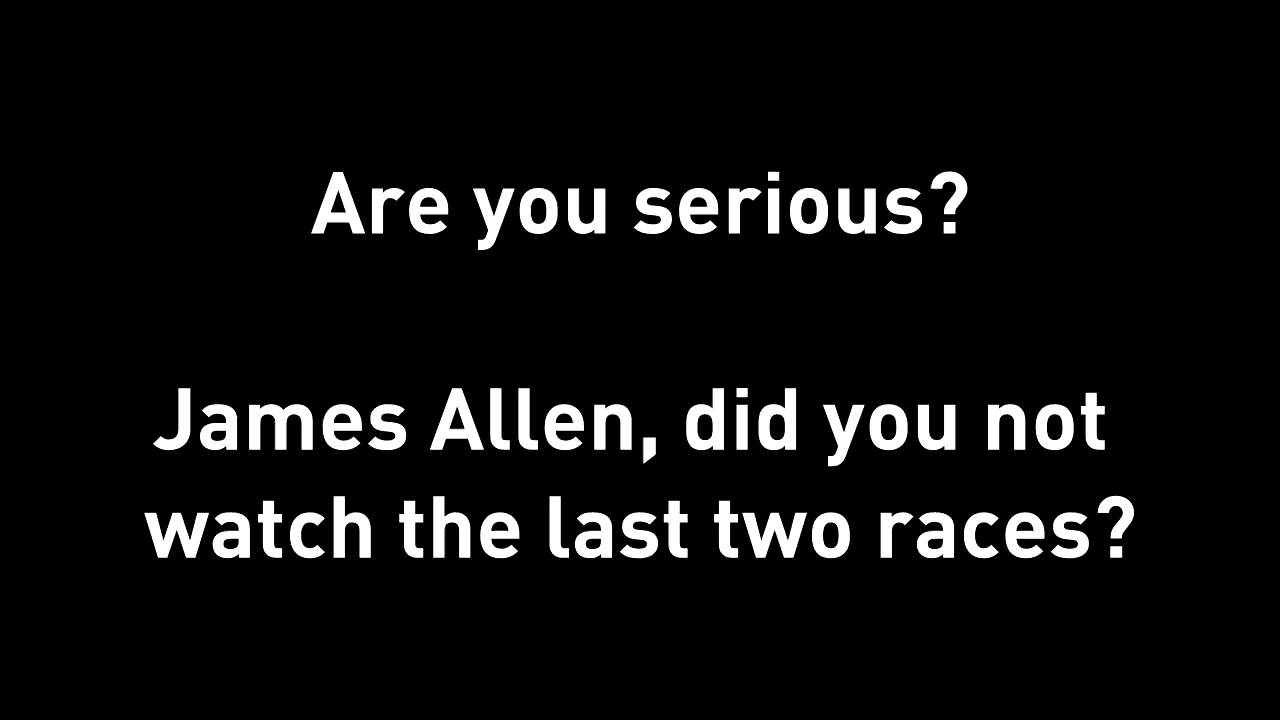 Are you serious?
James Allen, did you not
watch the last two races?